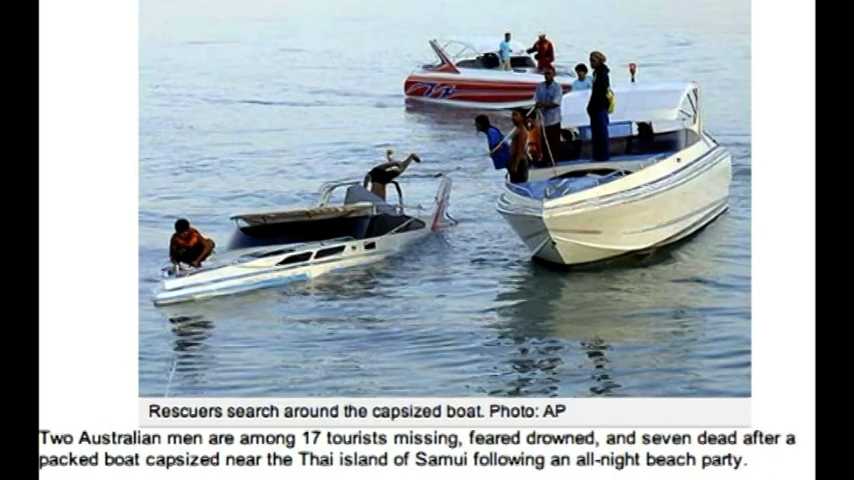 Rescuers search around the capsized boat. Photo: AP
Two Australian men are among 17 tourists missing, feared drowned, and seven dead after a
packed boat capsized near the Thai island of Samui following an all-night beach party.